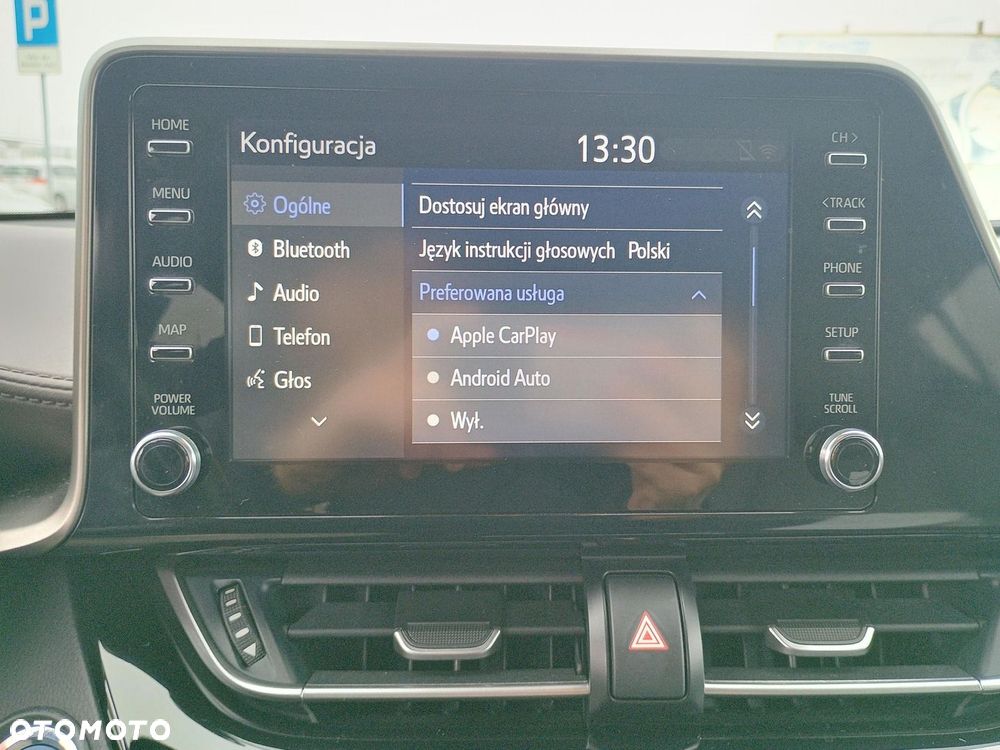 P
HOME
MENU
AUDIO
MAP
POWER
VOLUME
Konfiguracja
13:30
Ogólne
Bluetooth
Audio
Telefon
Głos
Dostosuj ekran główny
Język instrukcji głosowych Polski
Preferowana usługa
Apple CarPlay
Android Auto
Wył.
CH >
< TRACK
PHONE
SETUP
TUNE
SCROLL
OTOMOTO